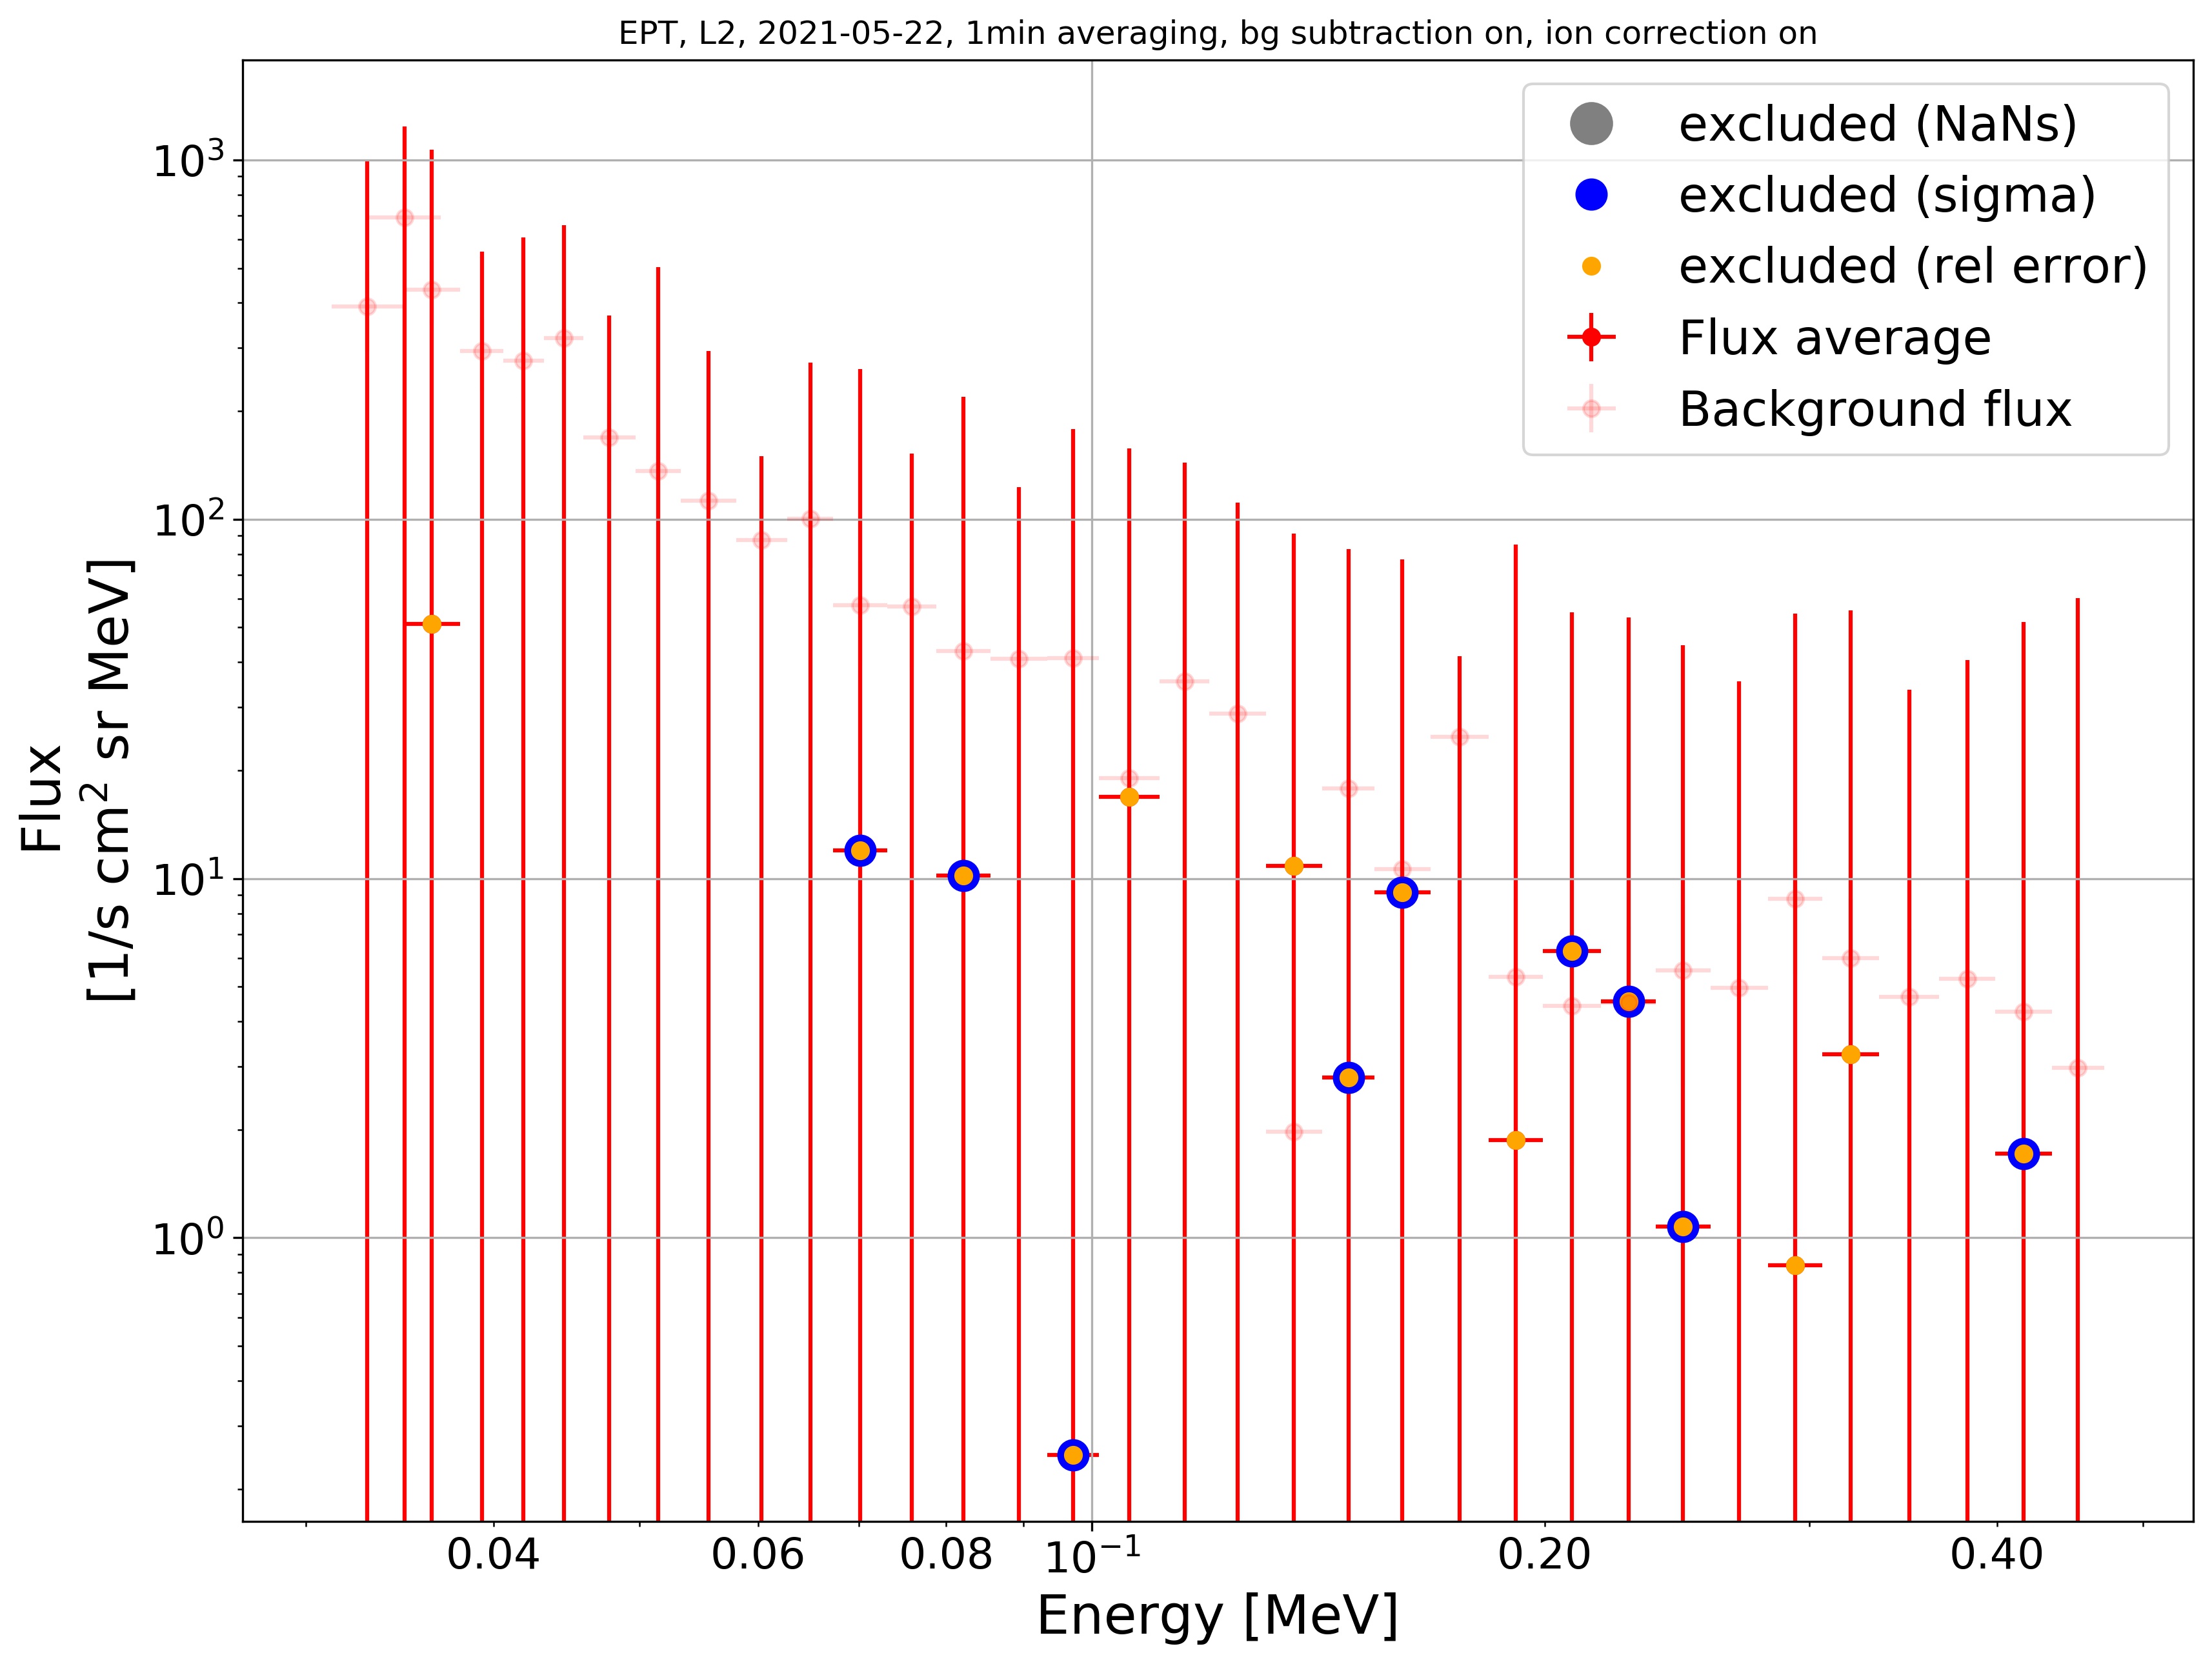 EPT, L2, 2021-05-22, 1min averaging, bg subtraction on, ion correction on
excluded (NaNs)
excluded (sigma)
excluded (rel error)
Flux average
Background flux
10³
10²
10¹
10⁰
Flux
[1/s cm² sr MeV]
0.04 0.06 0.08 10⁻¹ 0.20 0.40
Energy [MeV]